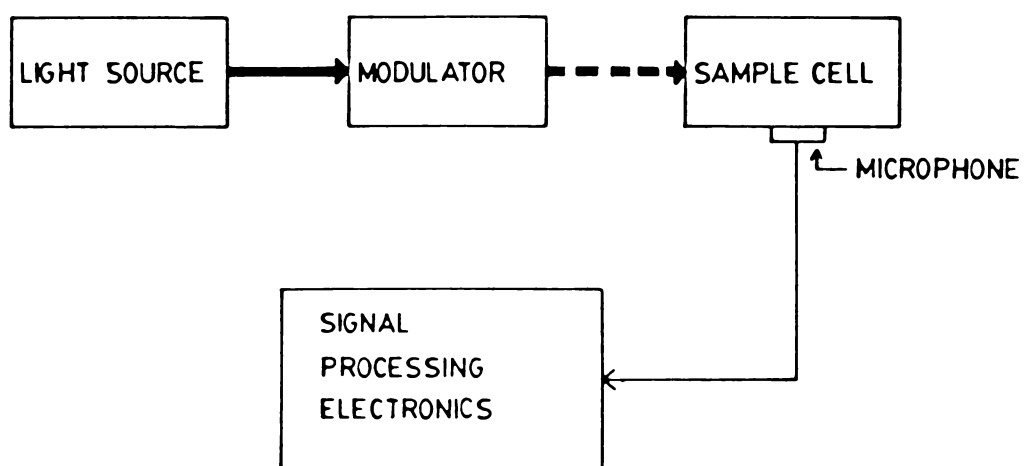 LIGHT SOURCE
MODULATOR
SAMPLE CELL
MICROPHONE
SIGNAL
PROCESSING
ELECTRONICS